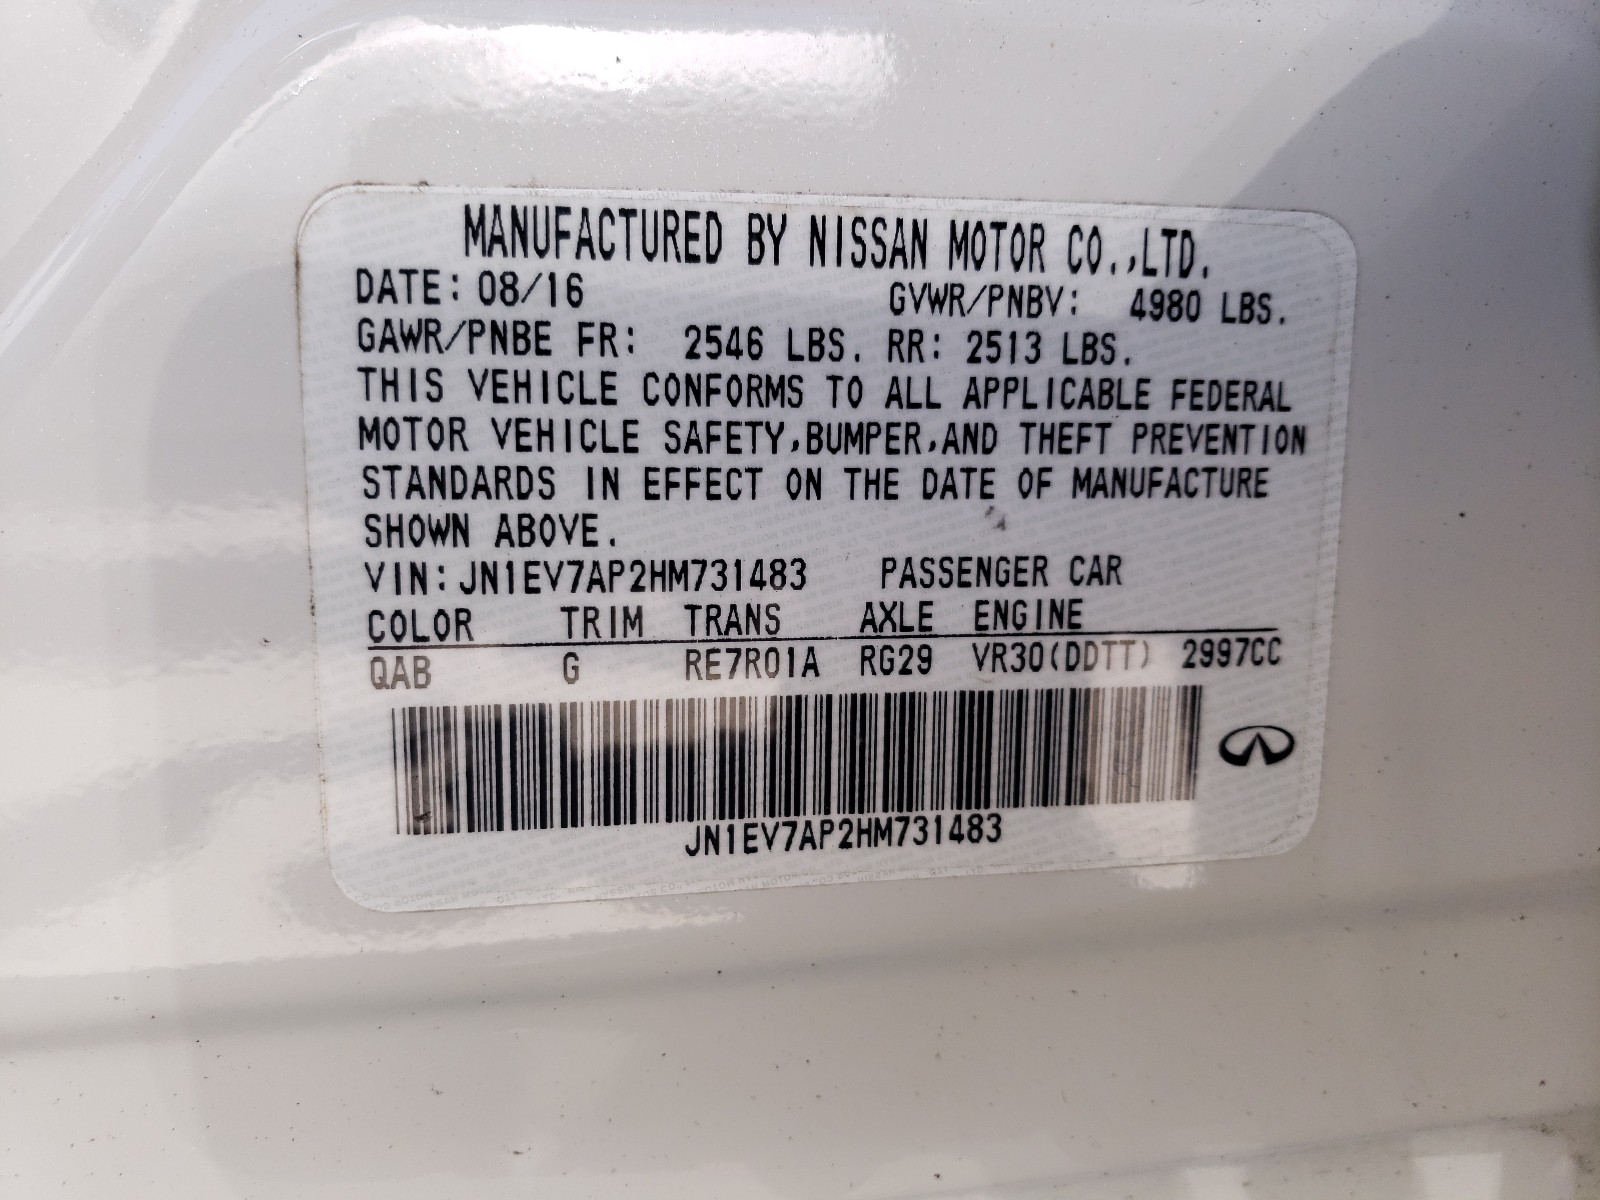 MANUFACTURED BY NISSAN MOTOR CO.,LTD.
DATE: 08/16 GVWR/PNBV: 4980 LBS.
GAWR/PNBE FR: 2546 LBS. RR: 2513 LBS.
THIS VEHICLE CONFORMS TO ALL APPLICABLE FEDERAL
MOTOR VEHICLE SAFETY,BUMPER,AND THEFT PREVENTION
STANDARDS IN EFFECT ON THE DATE OF MANUFACTURE
SHOWN ABOVE.
VIN: JN1EV7AP2HM731483 PASSENGER CAR
COLOR TRIM TRANS AXLE ENGINE
QAB G RE7R01A RG29 VR30(DDTT) 2997CC
JN1EV7AP2HM731483